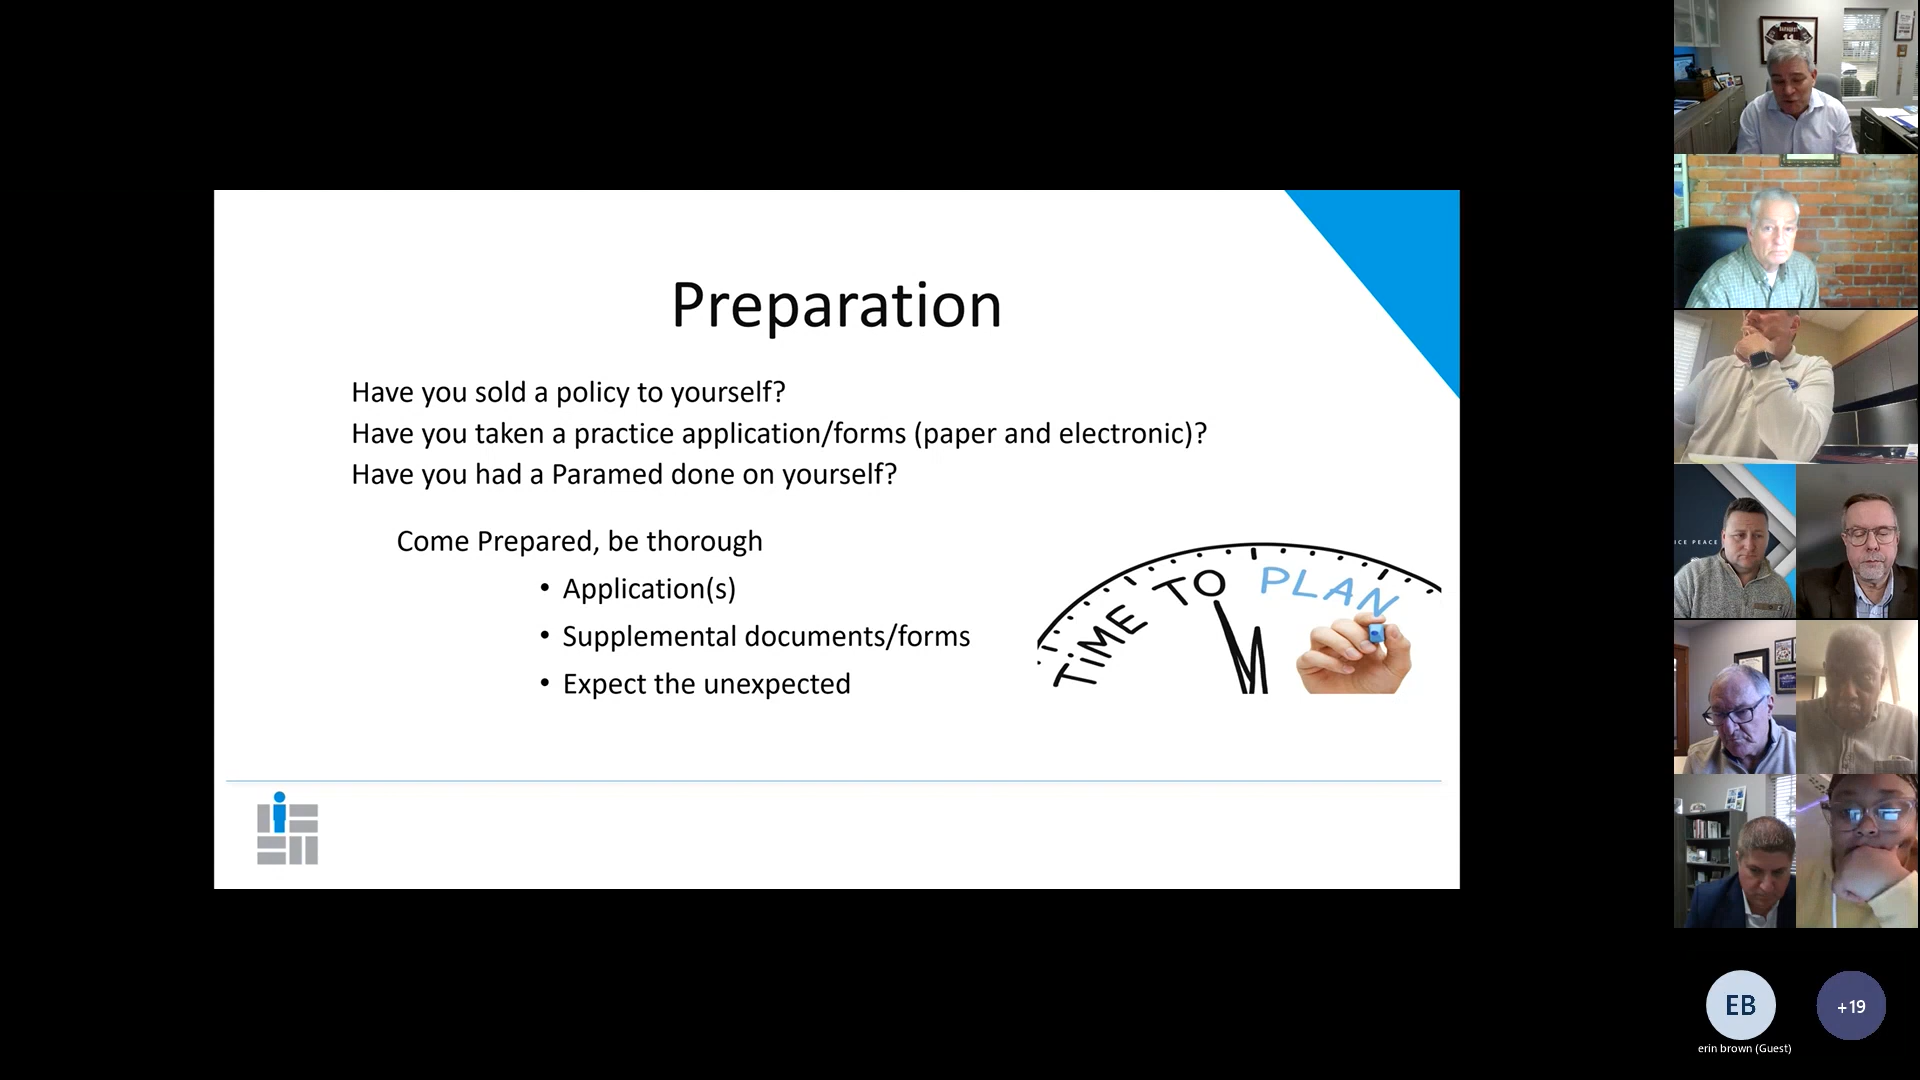 Preparation
Have you sold a policy to yourself?
Have you taken a practice application/forms (paper and electronic)?
Have you had a Paramed done on yourself?
Come Prepared, be thorough
• Application(s)
• Supplemental documents/forms
• Expect the unexpected
TiME TO PLAN
ICE PEACE
EB
+19
erin brown (Guest)